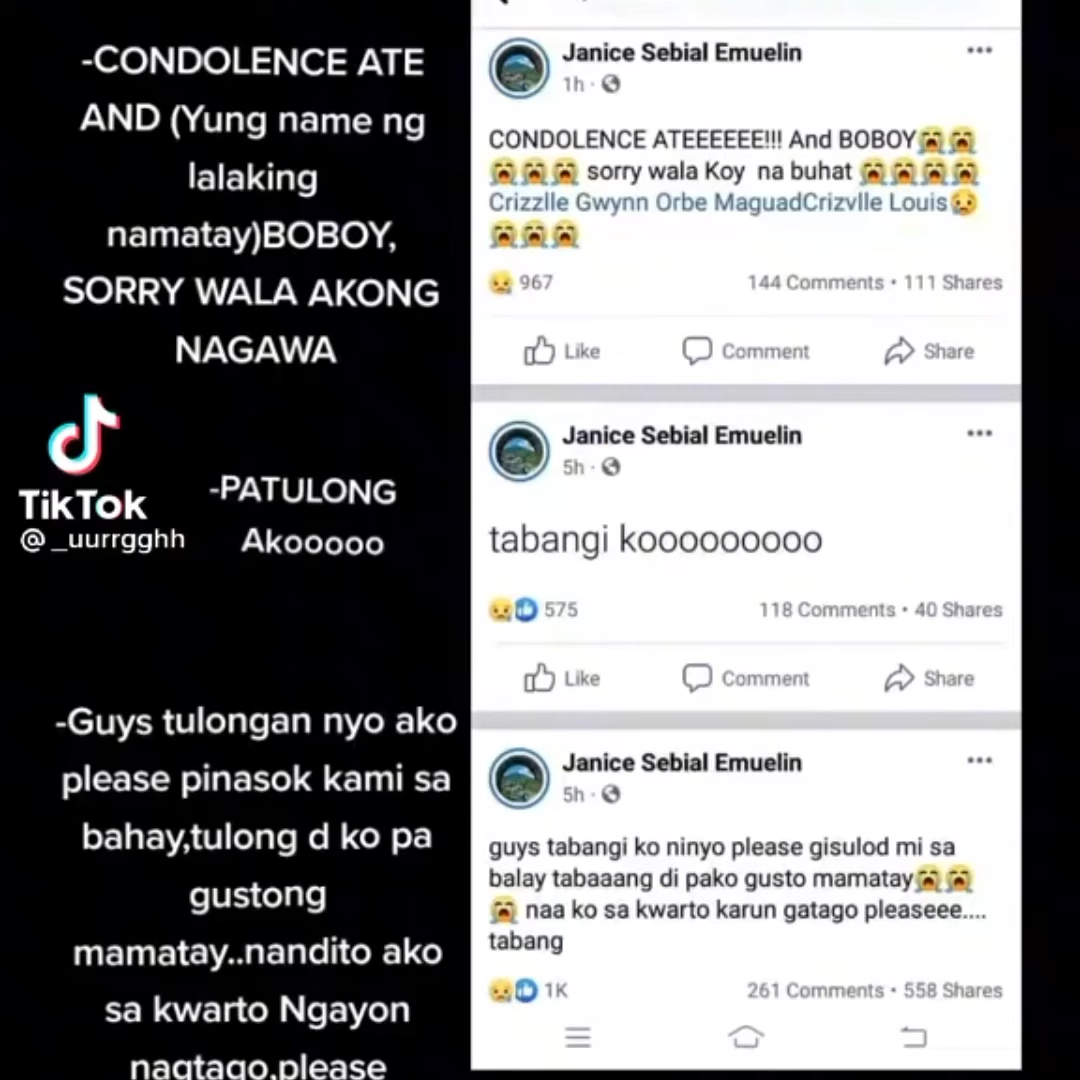 -CONDOLENCE ATE
AND (Yung name ng
lalaking
namatay)BOBOY,
SORRY WALA AKONG
NAGAWA
TikTok
@_uurrgghh
-PATULONG
Akooooo
-Guys tulongan nyo ako
please pinasok kami sa
bahay,tulong d ko pa
gustong
mamatay..nandito ako
sa kwarto Ngayon
nagtago,please
Janice Sebial Emuelin
1h ·
CONDOLENCE ATEEEEEE!!! And BOBOY😭😭
😭😭😭 sorry wala Koy na buhat 😭😭😭😭
Crizzlle Gwynn Orbe MaguadCrizvlle Louis😥
😭😭😭
967
144 Comments • 111 Shares
Like
Comment
Share
Janice Sebial Emuelin
5h ·
tabangi kooooooooo
575
118 Comments • 40 Shares
Like
Comment
Share
Janice Sebial Emuelin
5h ·
guys tabangi ko ninyo please gisulod mi sa
balay tabaaang di pako gusto mamatay😭😭
😭 naa ko sa kwarto karun gatago pleaseee....
tabang
1K
261 Comments • 558 Shares